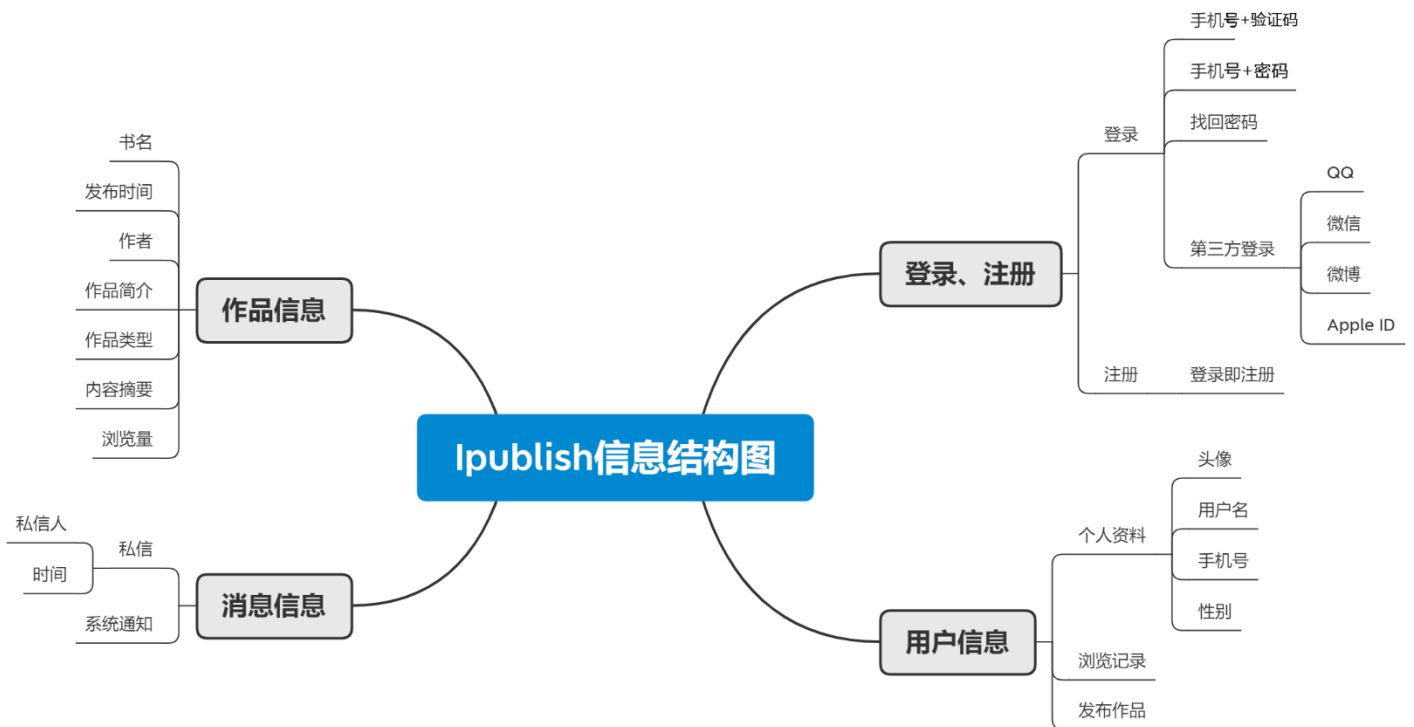 Ipublish信息结构图
登录、注册
登录
手机号+验证码
手机号+密码
找回密码
第三方登录
QQ
微信
微博
Apple ID
注册
登录即注册
用户信息
个人资料
头像
用户名
手机号
性别
浏览记录
发布作品
作品信息
书名
发布时间
作者
作品简介
作品类型
内容摘要
浏览量
消息信息
私信
私信人
时间
系统通知